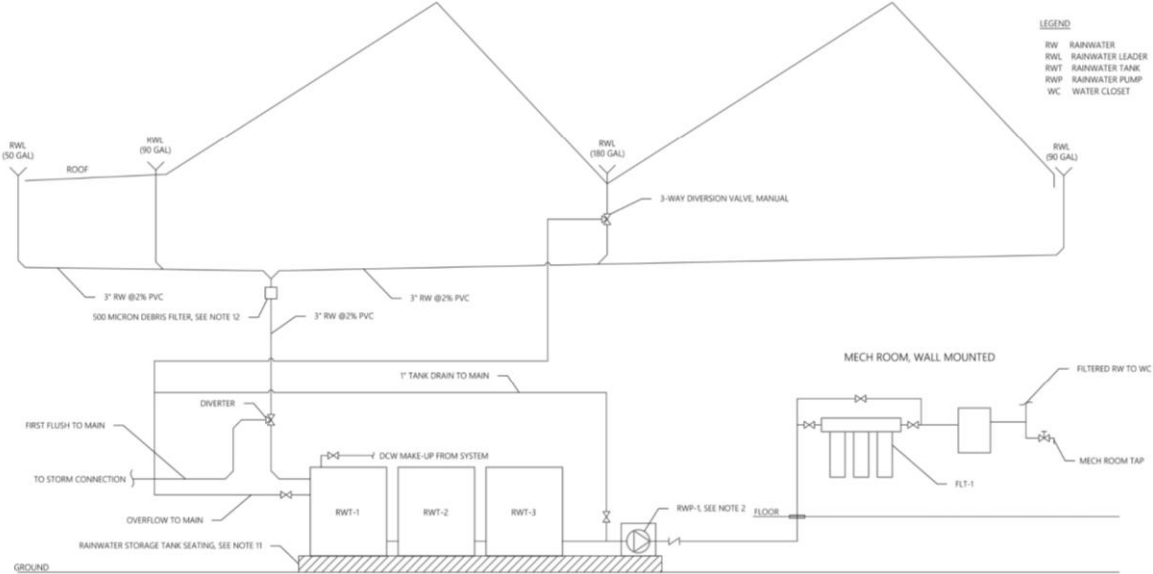 LEGEND
RW RAINWATER
RWL RAINWATER LEADER
RWT RAINWATER TANK
RWP RAINWATER PUMP
WC WATER CLOSET
RWL
(50 GAL)
RWL
(90 GAL)
RWL
(180 GAL)
RWL
(90 GAL)
ROOF
3-WAY DIVERSION VALVE, MANUAL
3" RW @2% PVC
3" RW @2% PVC
500 MICRON DEBRIS FILTER, SEE NOTE 12
3" RW @2% PVC
MECH ROOM, WALL MOUNTED
FILTERED RW TO WC
1" TANK DRAIN TO MAIN
DIVERTER
FIRST FLUSH TO MAIN
DCW MAKE-UP FROM SYSTEM
MECH ROOM TAP
TO STORM CONNECTION
FLT-1
RWT-1
RWT-2
RWT-3
RWP-1, SEE NOTE 2
FLOOR
OVERFLOW TO MAIN
RAINWATER STORAGE TANK SEATING, SEE NOTE 11
GROUND